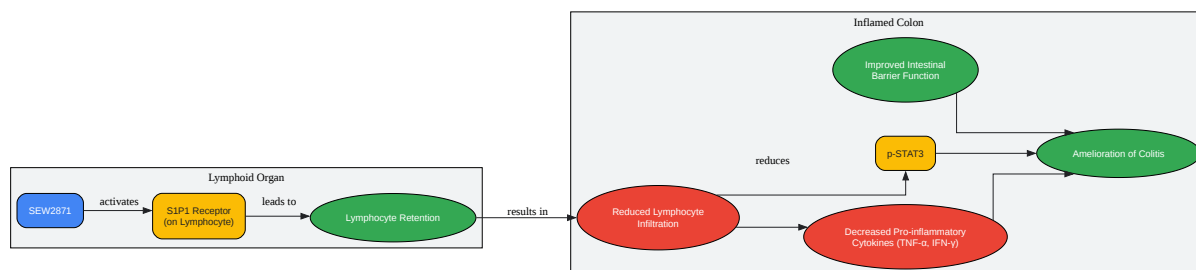 Inflamed Colon
Improved Intestinal
Barrier Function
reduces
p-STAT3
Amelioration of Colitis
Lymphoid Organ
SEW2871
activates
S1P1 Receptor
(on Lymphocyte)
leads to
Lymphocyte Retention
results in
Reduced Lymphocyte
Infiltration
Decreased Pro-inflammatory
Cytokines (TNF-α, IFN-γ)